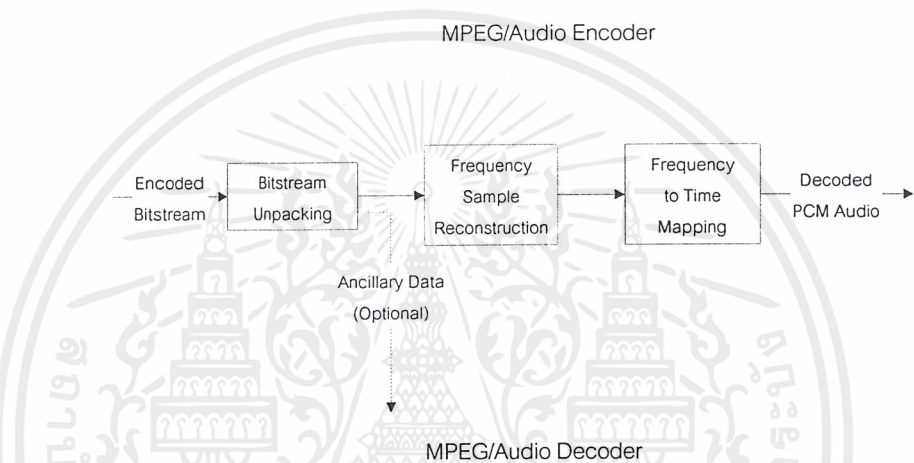 MPEG/Audio Encoder
Encoded
Bitstream
Bitstream
Unpacking
Frequency
Sample
Reconstruction
Frequency
to Time
Mapping
Decoded
PCM Audio
Ancillary Data
(Optional)
MPEG/Audio Decoder